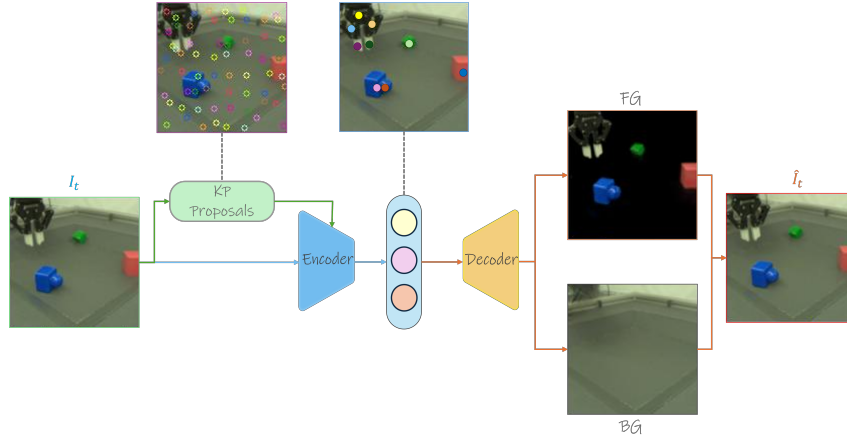 FG
I_t
KP
Proposals
Î_t
Encoder
Decoder
BG